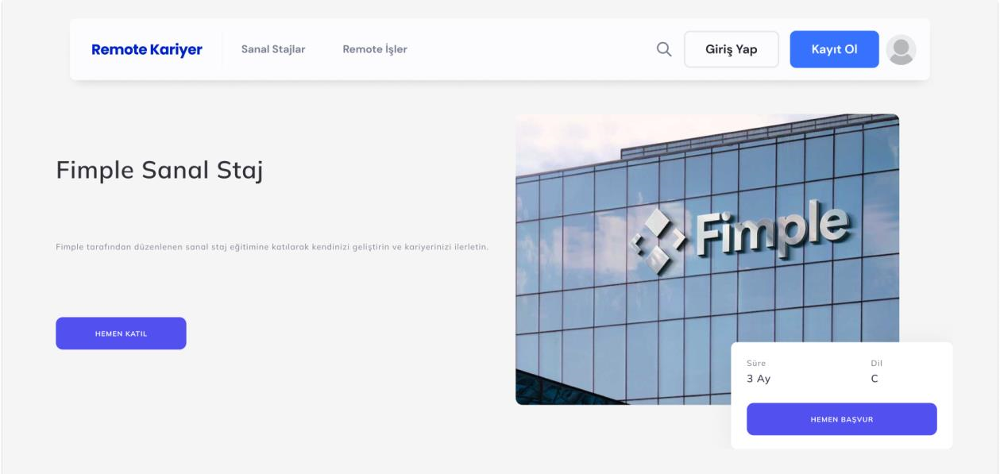 Remote Kariyer
Sanal Stajlar
Remote İşler
Giriş Yap
Kayıt Ol
Fimple Sanal Staj
Fimple tarafından düzenlenen sanal staj eğitimine katılarak kendinizi geliştirin ve kariyerinizi ilerletin.
HEMEN KATIL
Fimple
Süre
Dil
3 Ay
C
HEMEN BAŞVUR